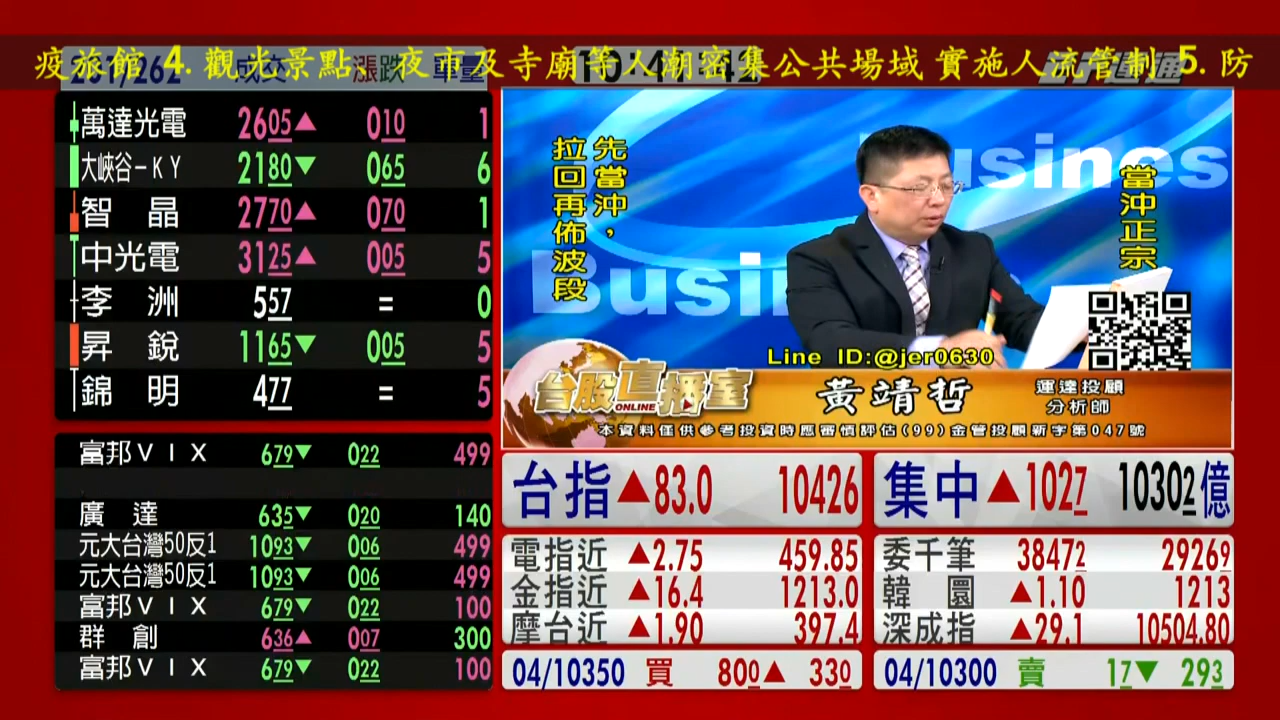 疫旅館 4. 觀光景點、夜市及寺廟等人潮密集公共場域 實施人流管制 5. 防
成交 漲跌 單量
萬達光電 2605▲ 010 1
大峽谷-KY 2180▼ 065 6
智 晶 2770▲ 070 1
中光電 3125▲ 005 5
李 洲 557 = 0
昇 銳 1165▼ 005 5
錦 明 477 = 5
富邦VIX 679▼ 022 499
廣 達 635▼ 020 140
元大台灣50反1 1093▼ 006 499
元大台灣50反1 1093▼ 006 499
富邦VIX 679▼ 022 100
群 創 636▲ 007 300
富邦VIX 679▼ 022 100
Business
Busin
先當沖,
拉回再佈波段
當沖正宗
Line ID:@jer0630
台股直播室
ONLINE
黃靖哲
運達投顧
分析師
本資料僅供參考投資時應審慎評估(99)金管投顧新字第047號
台指▲83.0 10426
集中▲1027 10302億
電指近 ▲2.75 459.85
金指近 ▲16.4 1213.0
摩台近 ▲1.90 397.4
委千筆 38472 29269
韓 圜 ▲1.10 1213
深成指 ▲29.1 10504.80
04/10350 買 800▲ 330
04/10300 賣 17▼ 293